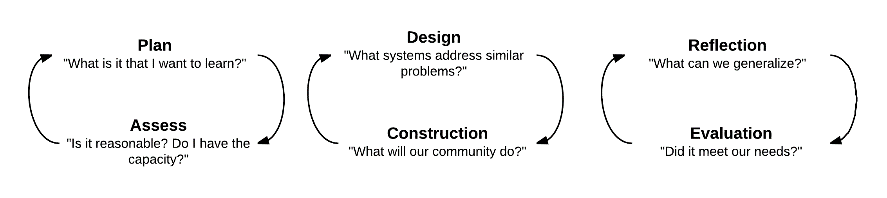 Plan
"What is it that I want to learn?"
Assess
"Is it reasonable? Do I have the
capacity?"
Design
"What systems address similar
problems?"
Construction
"What will our community do?"
Reflection
"What can we generalize?"
Evaluation
"Did it meet our needs?"